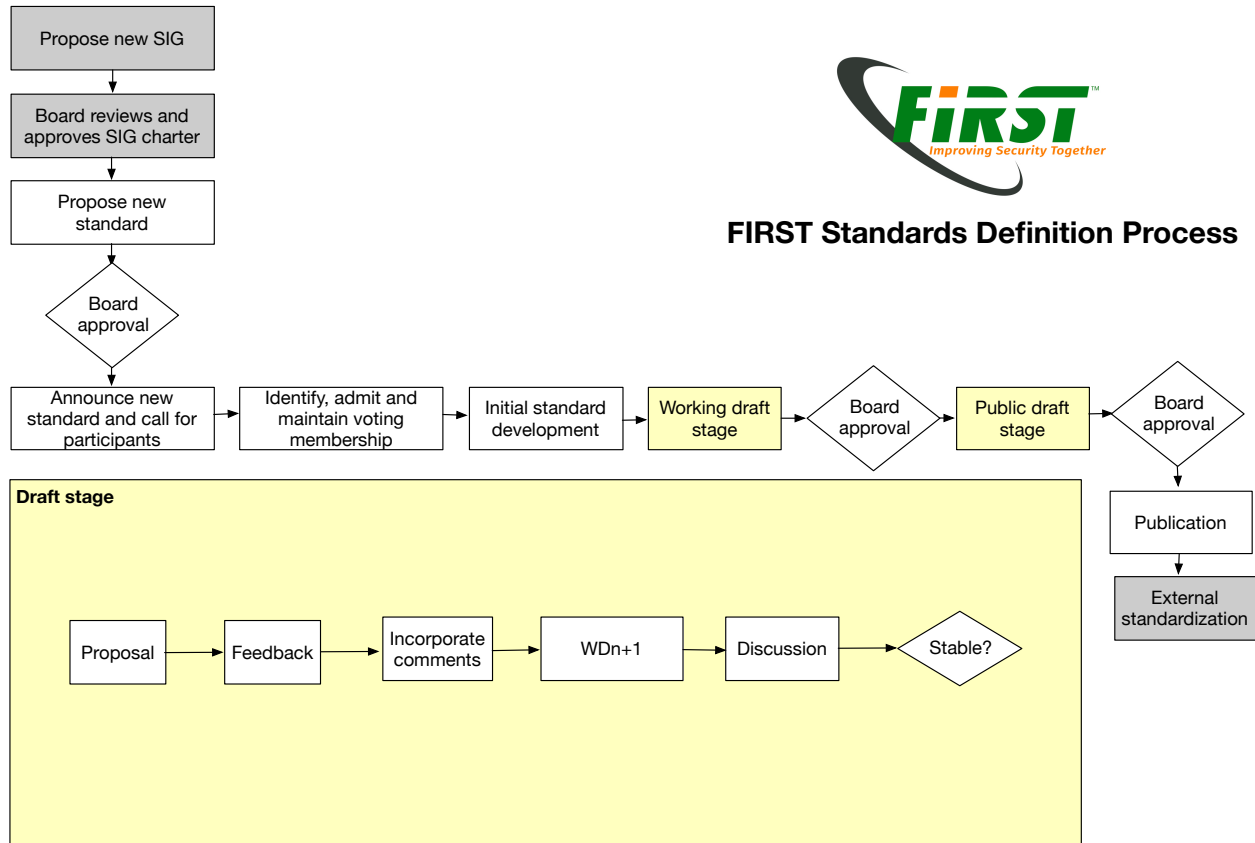 Propose new SIG
Board reviews and
approves SIG charter
Propose new
standard
Board
approval
FiRST™
Improving Security Together
FIRST Standards Definition Process
Announce new
standard and call for
participants
Identify, admit and
maintain voting
membership
Initial standard
development
Working draft
stage
Board
approval
Public draft
stage
Board
approval
Publication
External
standardization
Draft stage
Proposal
Feedback
Incorporate
comments
WDn+1
Discussion
Stable?